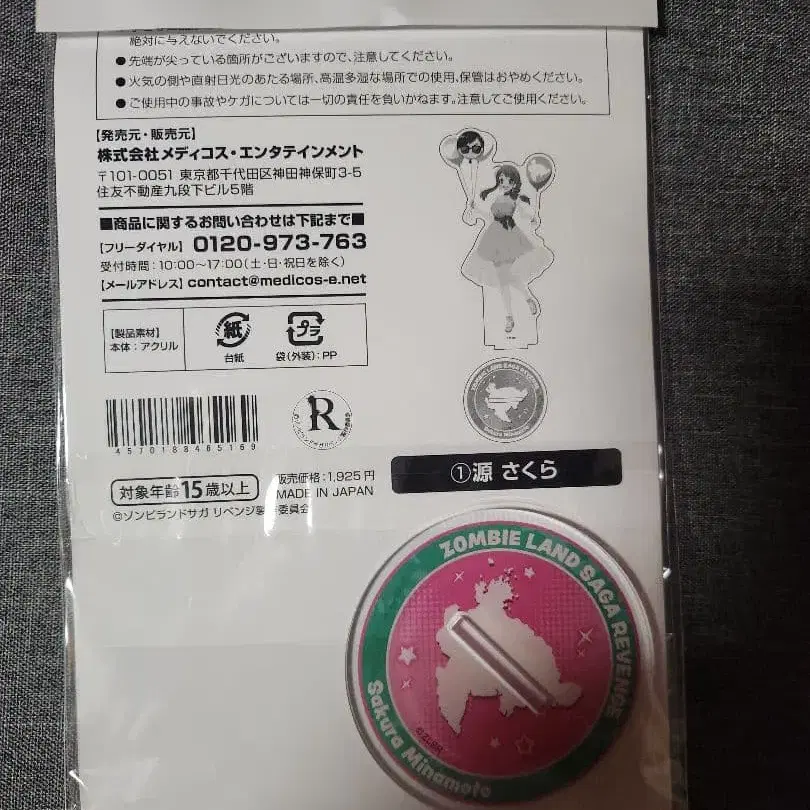 絶対に与えないでください。
●先端が尖っている箇所がございますので、注意してください。
●火気の側や直射日光のあたる場所、高温多湿な場所での使用、保管はおやめください。
●ご使用中の事故やケガについては一切の責任を負いかねます。注意してご使用ください。
【発売元・販売元】
株式会社メディコス・エンタテインメント
〒101-0051 東京都千代田区神田神保町3-5
住友不動産九段下ビル5階
■商品に関するお問い合わせは下記まで■
【フリーダイヤル】 0120-973-763
受付時間:10:00〜17:00(土・日・祝日を除く)
【メールアドレス】contact@medicos-e.net
【製品素材】
本体:アクリル
紙
台紙
プラ
袋(外装):PP
4570188465169
R
ZOMBIE LAND SAGA REVENGE
Sakura Minamoto
対象年齢15歳以上
販売価格:1,925円
MADE IN JAPAN
①源 さくら
©ゾンビランドサガ リベンジ製作委員会
ZOMBIE LAND SAGA REVENGE
©ZLSR
Sakura Minamoto